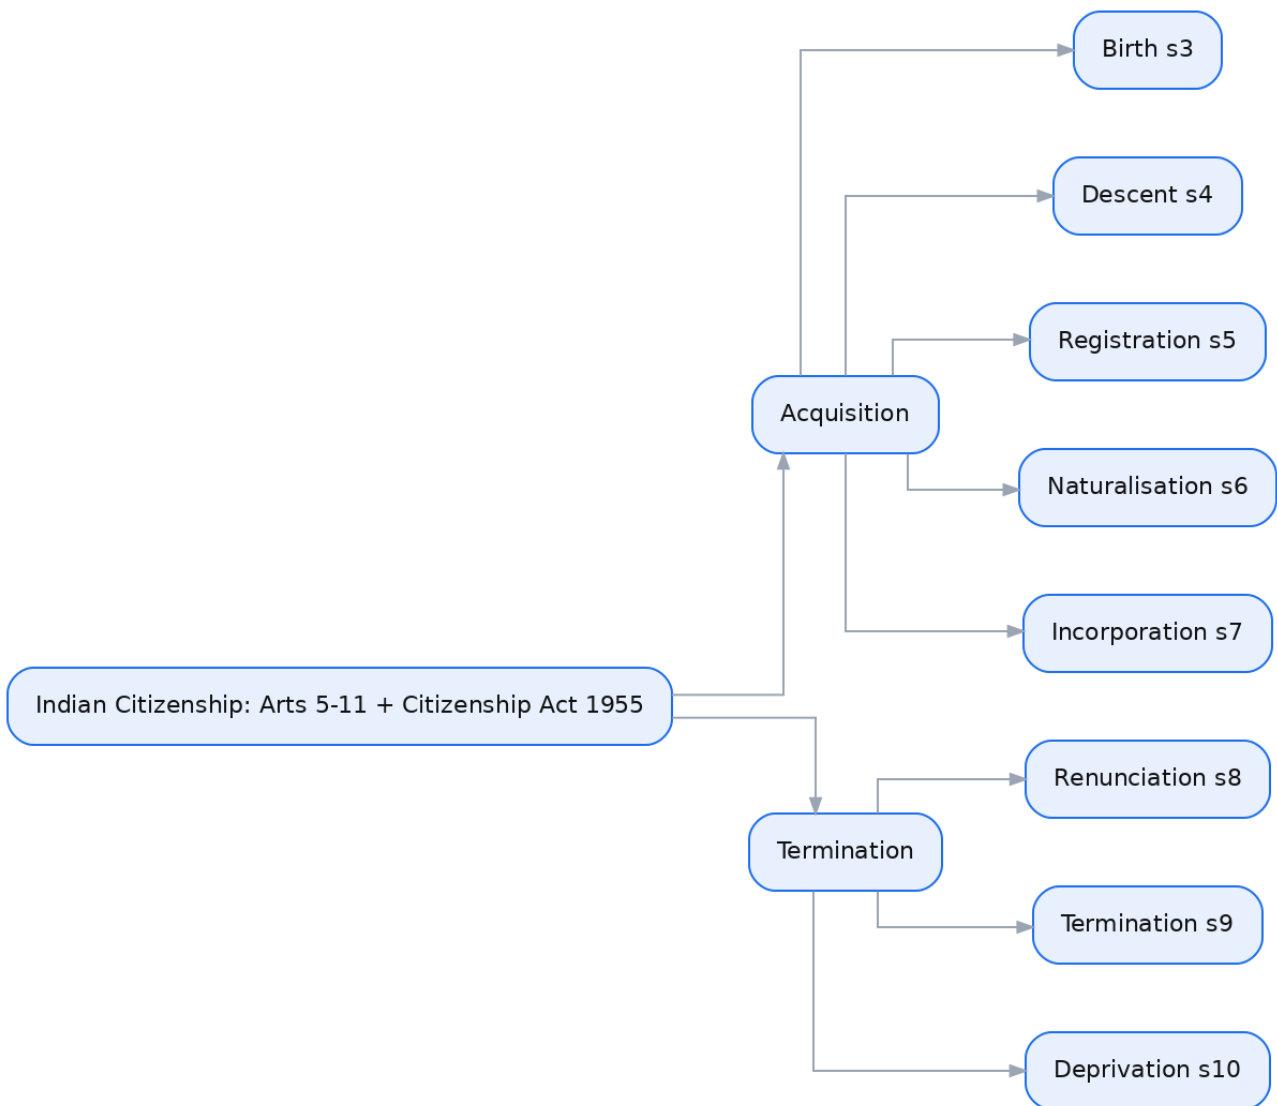 Indian Citizenship: Arts 5-11 + Citizenship Act 1955
Acquisition
Birth s3
Descent s4
Registration s5
Naturalisation s6
Incorporation s7
Termination
Renunciation s8
Termination s9
Deprivation s10